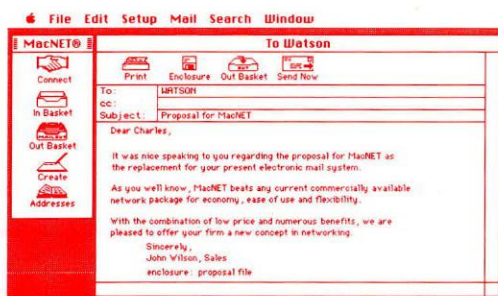 File Edit Setup Mail Search Window
MacNET®
To Watson
Connect
In Basket
Out Basket
Create
Addresses
Print Enclosure Out Basket Send Now
To: WATSON
cc:
Subject: Proposal for MacNET
Dear Charles,
It was nice speaking to you regarding the proposal for MacNET as
the replacement for your present electronic mail system.
As you well know, MacNET beats any current commercially available
network package for economy, ease of use and flexibility.
With the combination of low price and numerous benefits, we are
pleased to offer your firm a new concept in networking.
Sincerely,
John Wilson, Sales
enclosure: proposal file